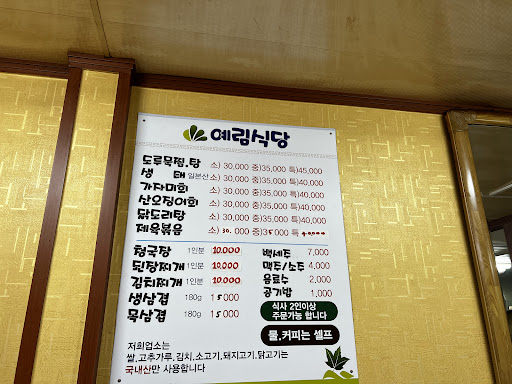 예림식당
도루묵찜.탕 소) 30,000 중)35,000 특)45,000
생 태 일본산 소) 30,000 중)35,000 특)40,000
가자미회 소) 30,000 중)35,000 특)40,000
산오징어회 소) 30,000 중)35,000 특)40,000
닭도리탕 소) 30,000 중)35,000 특)40,000
제육볶음 소) 30.000 중)35,000 특 40,000
청국장 1인분 10.000
된장찌개 1인분 10.000
김치찌개 1인분 10.000
생삼겹 180g 15000
목삼겹 180g 15000
백세주 7,000
맥주/소주 4,000
음료수 2,000
공기밥 1,000
식사 2인이상
주문가능 합니다
물.커피는 셀프
저희업소는
쌀.고추가루.김치.소고기.돼지고기.닭고기는
국내산만 사용합니다